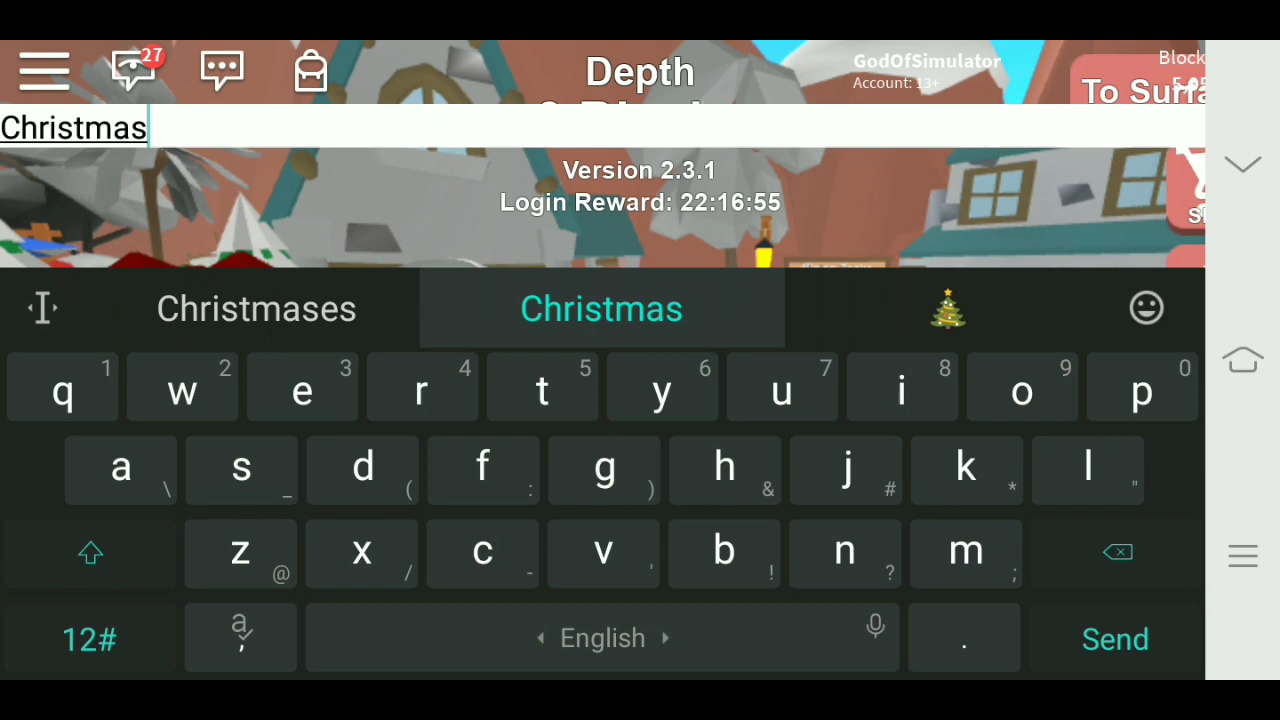 27
Depth
GodOfSimulator
Account: 13+
Block
To Surfa
Christmas
Version 2.3.1
Login Reward: 22:16:55
Christmases
Christmas
q 1 w 2 e 3 r 4 t 5 y 6 u 7 i 8 o 9 p 0
a \ s _ d ( f : g ) h & j # k * l "
z @ x / c - v ' b ! n ? m ;
12# a , English . Send